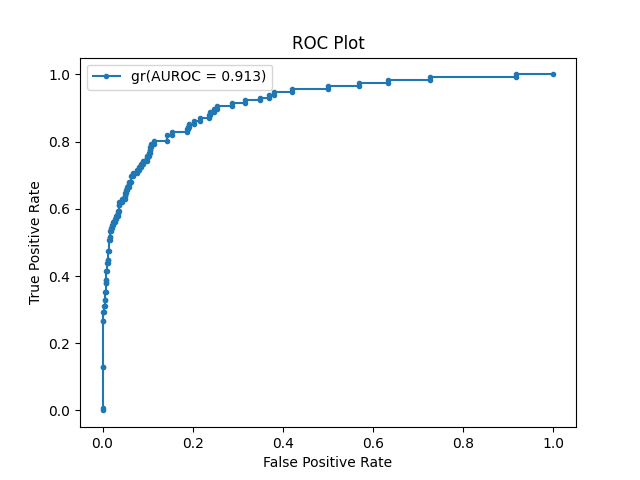 ROC Plot
gr(AUROC = 0.913)
1.0
0.8
0.6
0.4
0.2
0.0
True Positive Rate
0.0 0.2 0.4 0.6 0.8 1.0
False Positive Rate